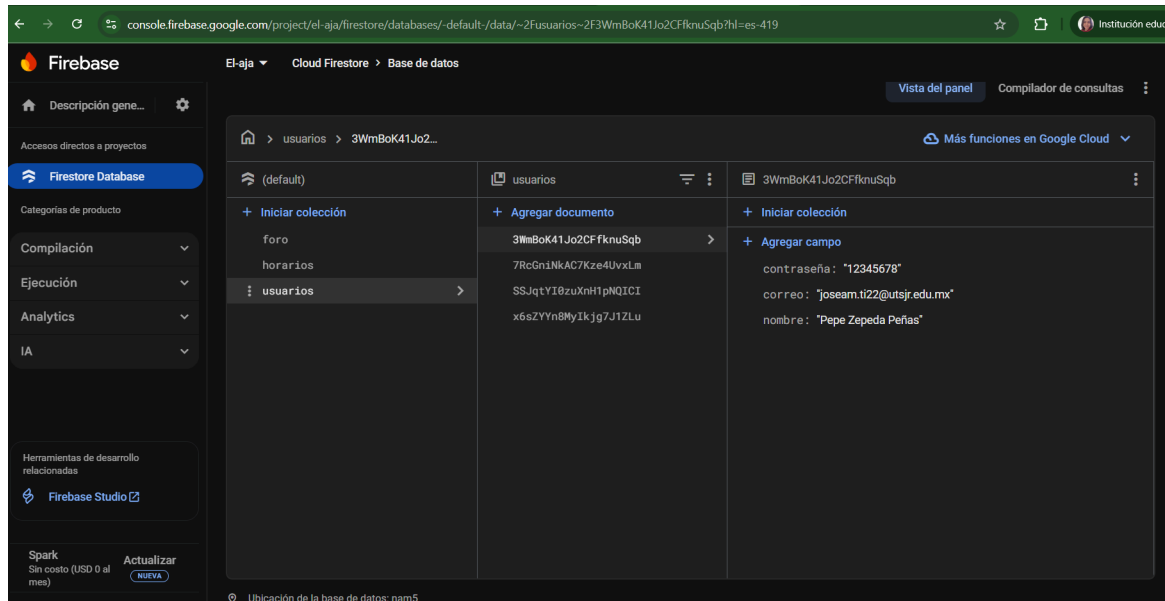 console.firebase.google.com/project/el-aja/firestore/databases/-default-/data/~2Fusuarios~2F3WmBoK41Jo2CFfknuSqb?hl=es-419
Institución educ
Firebase
El-aja
Cloud Firestore > Base de datos
Descripción gene...
Vista del panel
Compilador de consultas
Accesos directos a proyectos
Firestore Database
Categorías de producto
Compilación
Ejecución
Analytics
IA
Herramientas de desarrollo
relacionadas
Firebase Studio
Spark
Sin costo (USD 0 al
mes)
Actualizar
NUEVA
> usuarios > 3WmBoK41Jo2...
Más funciones en Google Cloud
(default)
+ Iniciar colección
foro
horarios
usuarios
usuarios
+ Agregar documento
3WmBoK41Jo2CFfknuSqb
7RcGniNkAC7Kze4UvxLm
SSJqtYI0zuXnH1pNQICI
x6sZYYn8MyIkjg7J1ZLu
3WmBoK41Jo2CFfknuSqb
+ Iniciar colección
+ Agregar campo
contraseña: "12345678"
correo: "joseam.ti22@utsjr.edu.mx"
nombre: "Pepe Zepeda Peñas"
Ubicación de la base de datos: nam5